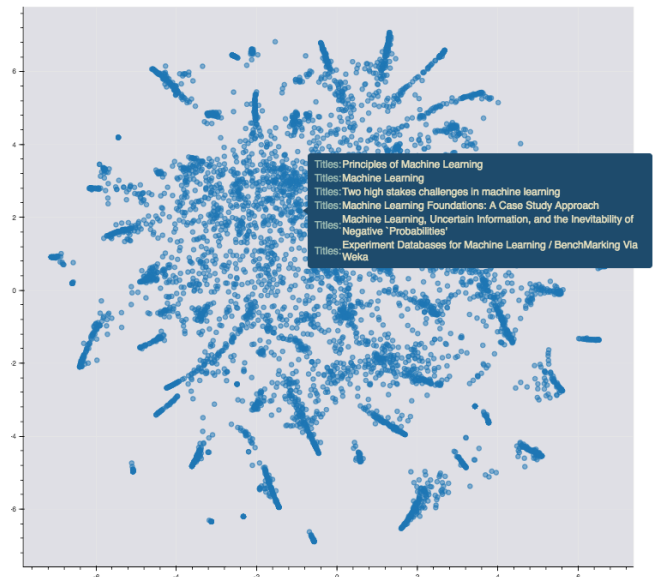 6
4
2
0
-2
-4
-6
Titles:Principles of Machine Learning
Titles:Machine Learning
Titles:Two high stakes challenges in machine learning
Titles:Machine Learning Foundations: A Case Study Approach
Titles:Machine Learning, Uncertain Information, and the Inevitability of
Negative `Probabilities'
Titles:Experiment Databases for Machine Learning / BenchMarking Via
Weka